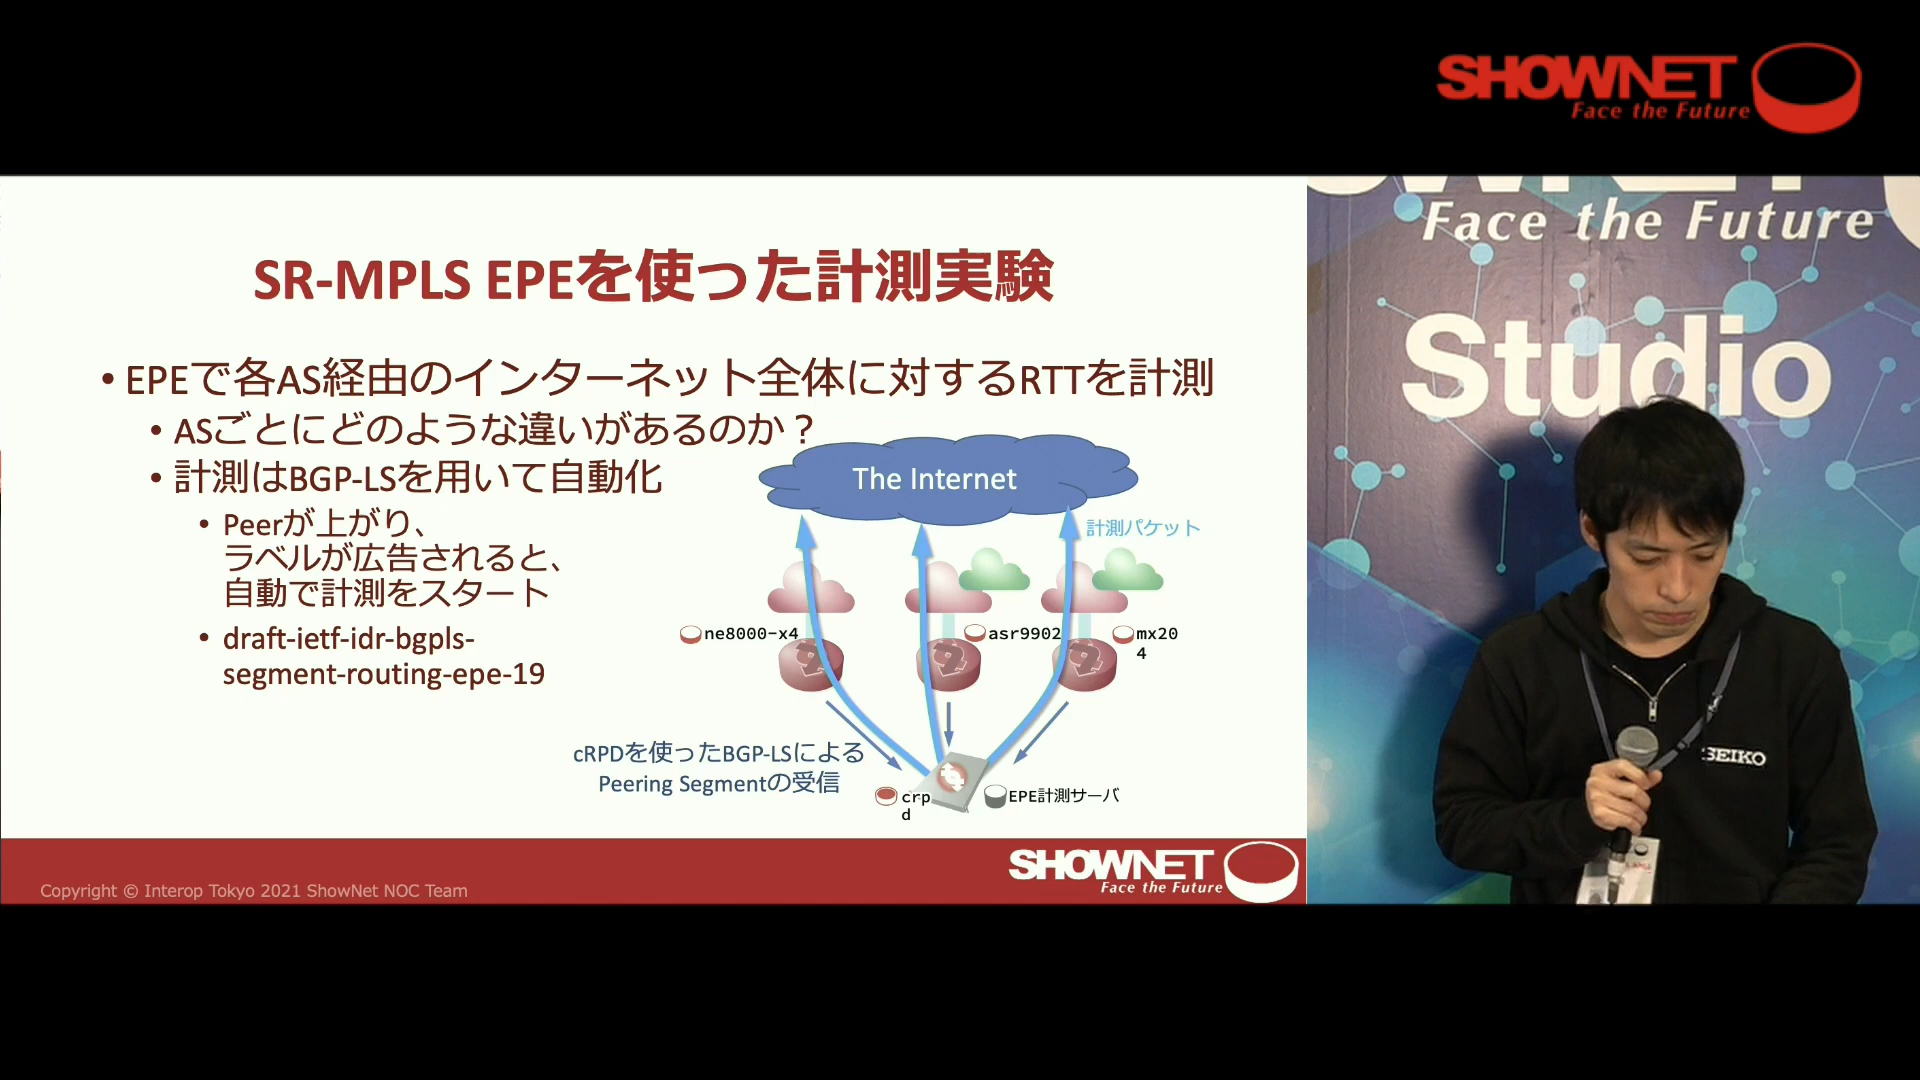 SHOWNET
Face the Future
SR-MPLS EPEを使った計測実験
• EPEで各AS経由のインターネット全体に対するRTTを計測
• ASごとにどのような違いがあるのか？
• 計測はBGP-LSを用いて自動化
• Peerが上がり、
ラベルが広告されると、
自動で計測をスタート
• draft-ietf-idr-bgpls-
segment-routing-epe-19
The Internet
計測パケット
ne8000-x4
asr9902
mx20
4
cRPDを使ったBGP-LSによる
Peering Segmentの受信
crp
d
EPE計測サーバ
Copyright © Interop Tokyo 2021 ShowNet NOC Team
SHOWNET
Face the Future
Face the Future
Studio
SEIKO